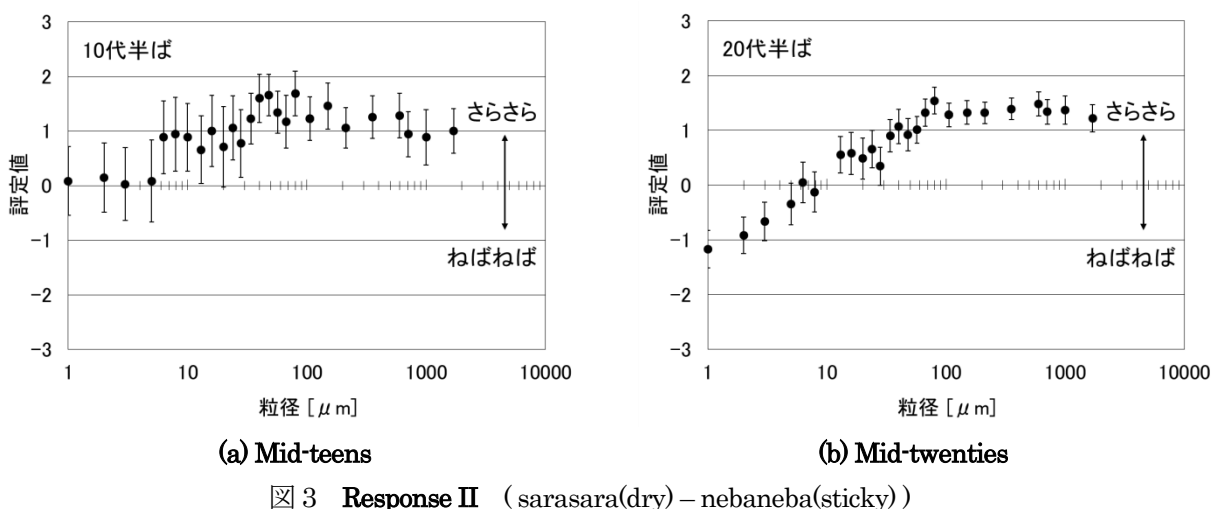 3
2
1
0
−1
−2
−3
評定値
10代半ば
さらさら
ねばねば
1
10
100
1000
10000
粒径 [μm]
(a) Mid-teens
3
2
1
0
−1
−2
−3
評定値
20代半ば
さらさら
ねばねば
1
10
100
1000
10000
粒径 [μm]
(b) Mid-twenties
図 3 Response II ( sarasara(dry) – nebaneba(sticky) )